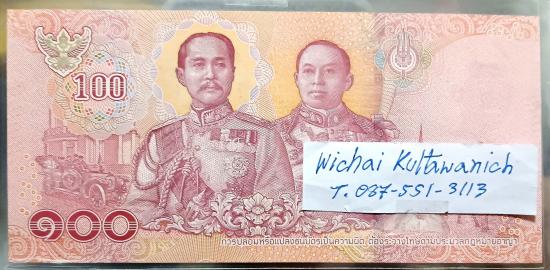 100
Wichai Kultawanich
T. 087-551-3113
๑๐๐
การปลอมหรือแปลงธนบัตรเป็นความผิด ต้องระวางโทษตามประมวลกฎหมายอาญา